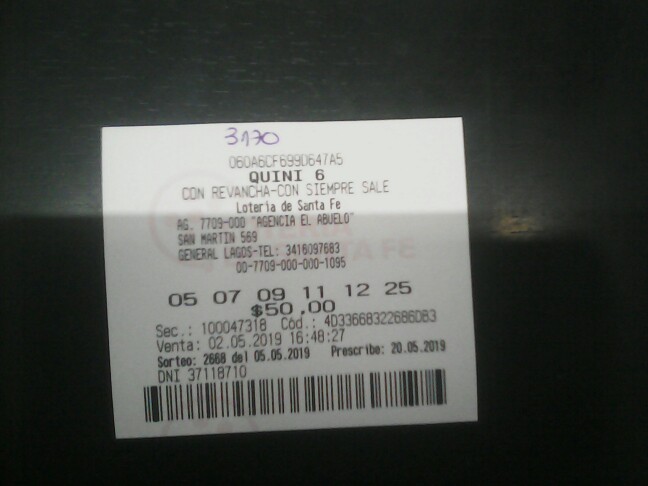 3170
060A6CF699D647A5
QUINI 6
CON REVANCHA-CON SIEMPRE SALE
Loteria de Santa Fe
AG. 7709-000 "AGENCIA EL ABUELO"
SAN MARTIN 569
GENERAL LAGOS-TEL: 3416097683
00-7709-000-000-1095
05 07 09 11 12 25
$50.00
Sec.: 100047318 Cód.: 4D33668322686DB3
Venta: 02.05.2019 16:48:27
Sorteo: 2668 del 05.05.2019 Prescribe: 20.05.2019
DNI 37118710